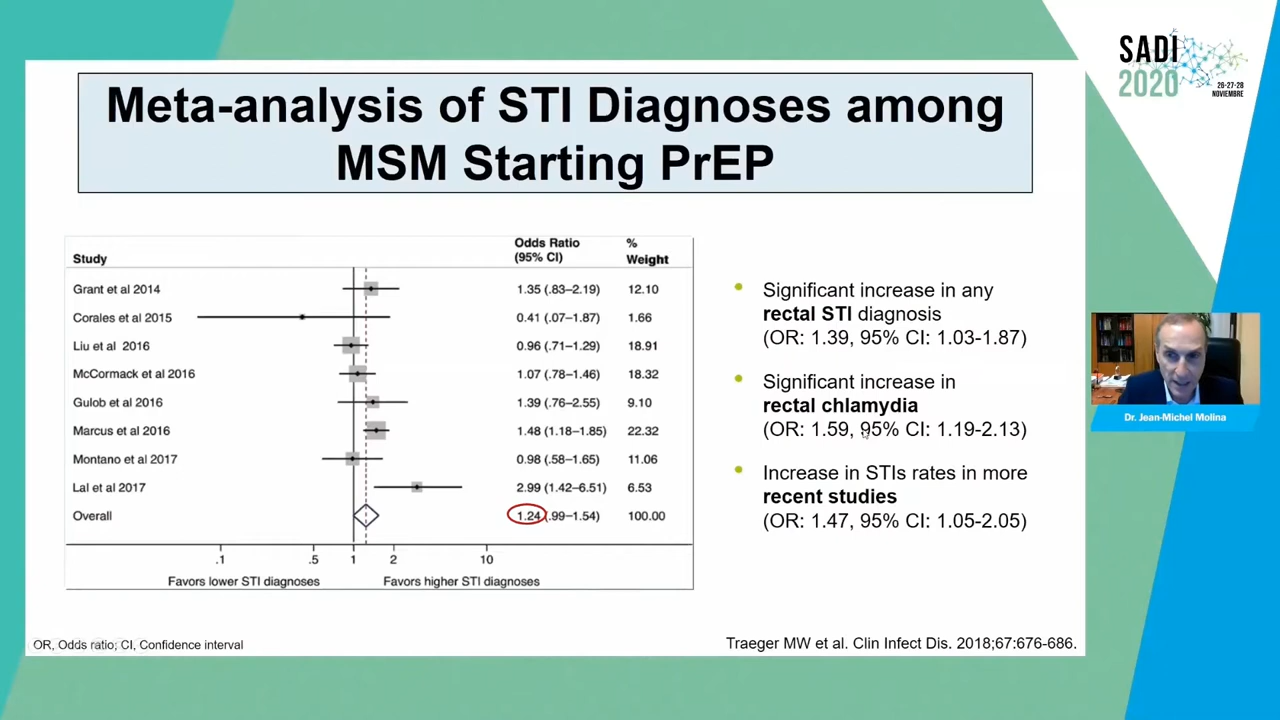 SADI
2020
26-27-28
NOVIEMBRE
Meta-analysis of STI Diagnoses among
MSM Starting PrEP
Study
Odds Ratio
(95% CI)
%
Weight
Grant et al 2014 1.35 (.83–2.19) 12.10
Corales et al 2015 0.41 (.07–1.87) 1.66
Liu et al 2016 0.96 (.71–1.29) 18.91
McCormack et al 2016 1.07 (.78–1.46) 18.32
Gulob et al 2016 1.39 (.76–2.55) 9.10
Marcus et al 2016 1.48 (1.18–1.85) 22.32
Montano et al 2017 0.98 (.58–1.65) 11.06
Lal et al 2017 2.99 (1.42–6.51) 6.53
Overall 1.24 (.99–1.54) 100.00
.1 .5 1 2 10
Favors lower STI diagnoses Favors higher STI diagnoses
• Significant increase in any
rectal STI diagnosis
(OR: 1.39, 95% CI: 1.03-1.87)
• Significant increase in
rectal chlamydia
(OR: 1.59, 95% CI: 1.19-2.13)
• Increase in STIs rates in more
recent studies
(OR: 1.47, 95% CI: 1.05-2.05)
Dr. Jean-Michel Molina
OR, Odds ratio; CI, Confidence interval
Traeger MW et al. Clin Infect Dis. 2018;67:676-686.